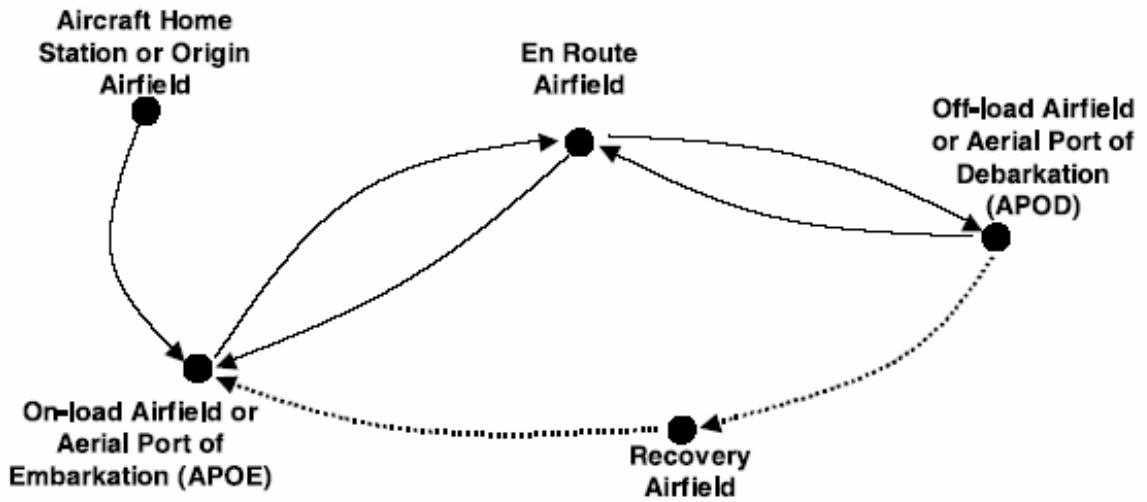 Aircraft Home
Station or Origin
Airfield
En Route
Airfield
Off-load Airfield
or Aerial Port of
Debarkation
(APOD)
On-load Airfield or
Aerial Port of
Embarkation (APOE)
Recovery
Airfield